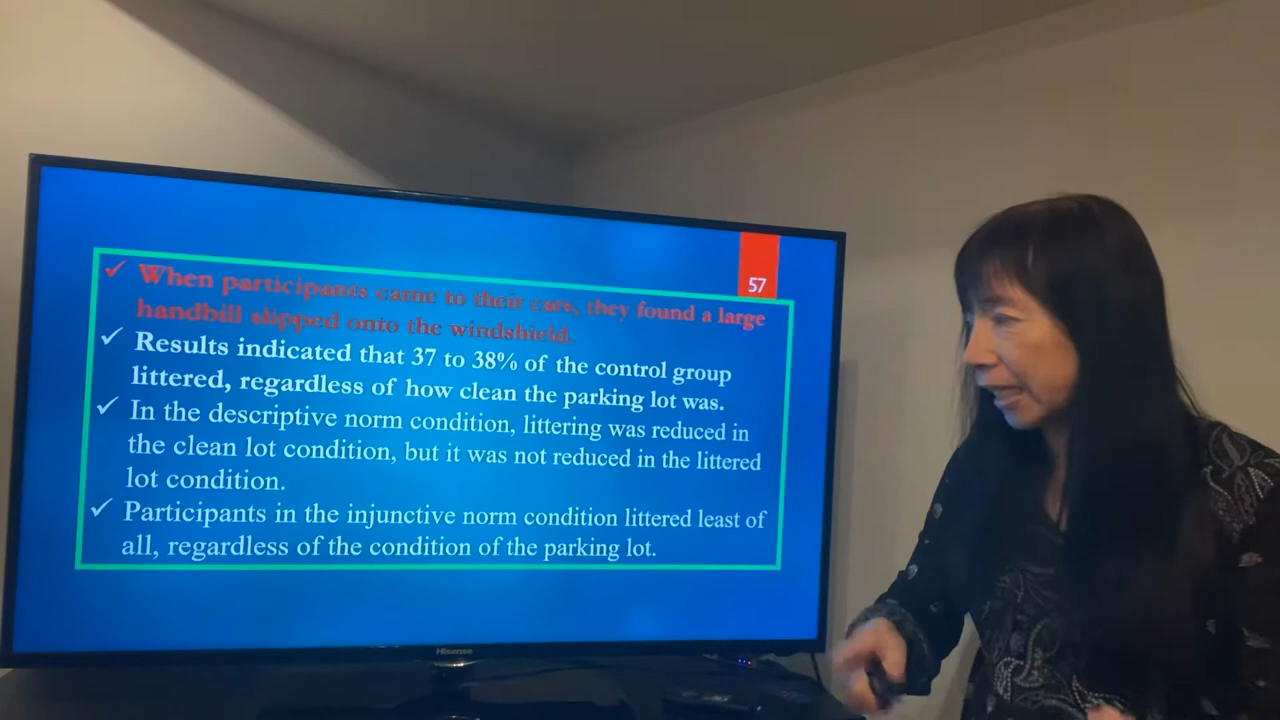 57
✓ When participants came to their cars, they found a large
handbill slipped onto the windshield.
✓ Results indicated that 37 to 38% of the control group
littered, regardless of how clean the parking lot was.
✓ In the descriptive norm condition, littering was reduced in
the clean lot condition, but it was not reduced in the littered
lot condition.
✓ Participants in the injunctive norm condition littered least of
all, regardless of the condition of the parking lot.
Hisense